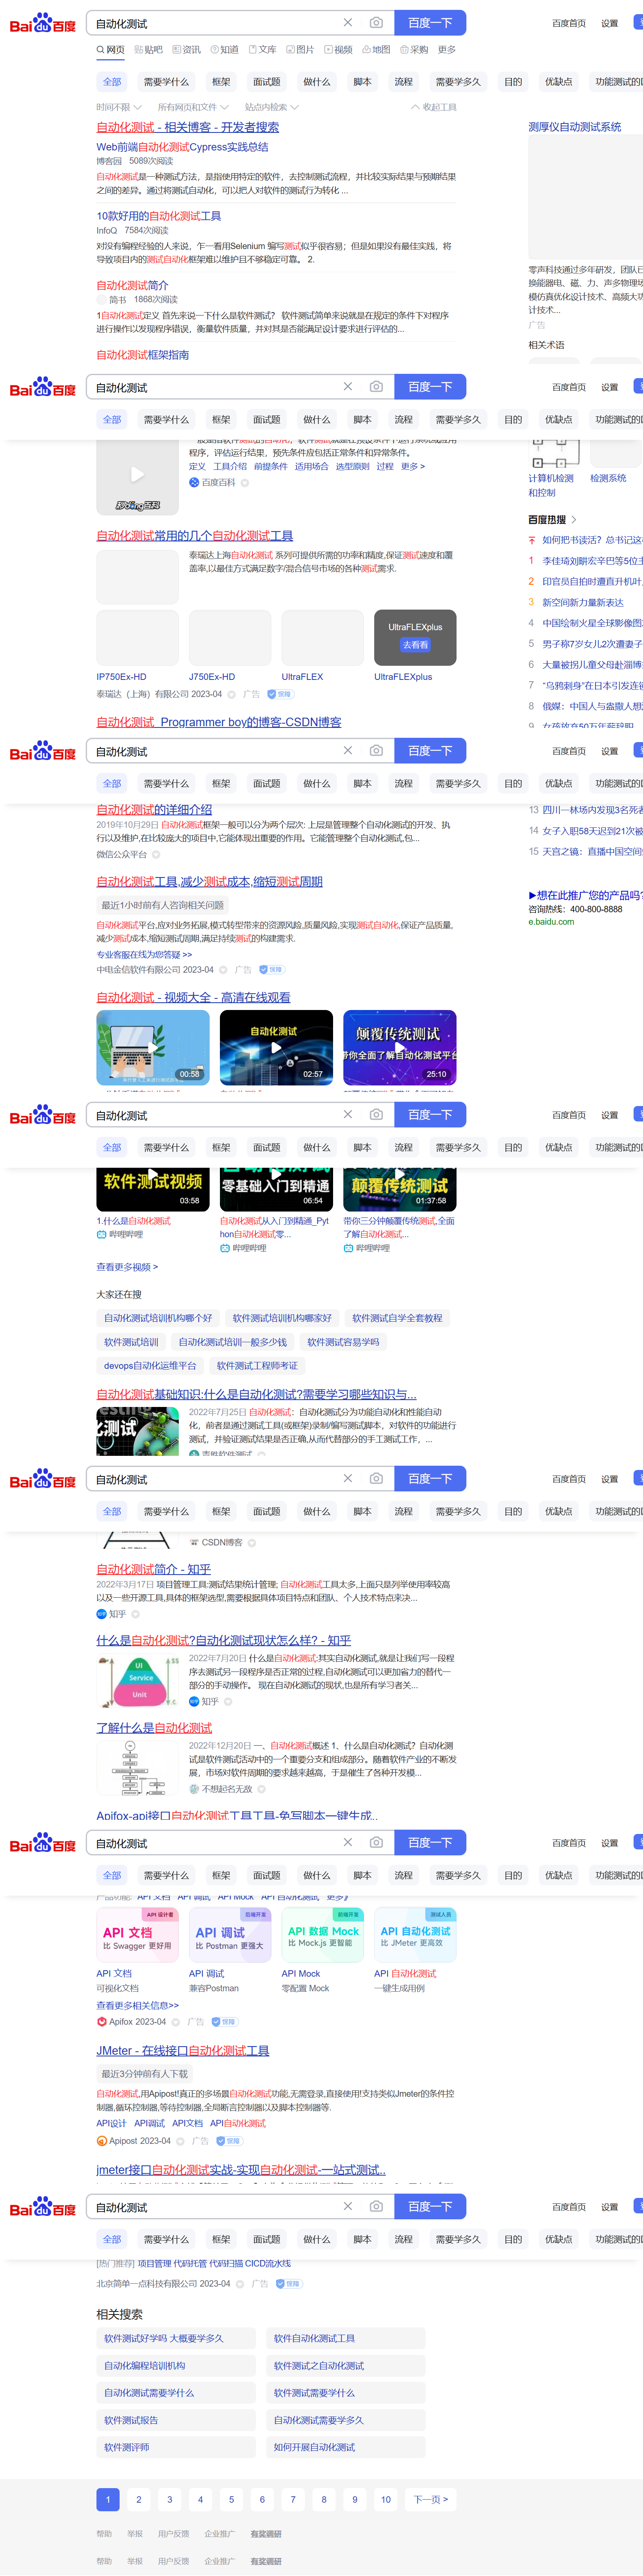 Bai百度
自动化测试
百度一下
百度首页 设置
网页 贴吧 资讯 知道 文库 图片 视频 地图 采购 更多
全部 需要学什么 框架 面试题 做什么 脚本 流程 需要学多久 目的 优缺点
时间不限 所有网页和文件 站点内检索 收起工具
自动化测试 - 相关博客 - 开发者搜索
Web前端自动化测试Cypress实践总结
博客园 5089次阅读
自动化测试是一种测试方法，是指使用特定的软件，去控制测试流程，并比较实际结果与预期结果
之间的差异。通过将测试自动化，可以把人对软件的测试行为转化 ...
10款好用的自动化测试工具
InfoQ 7584次阅读
对没有编程经验的人来说，乍一看用Selenium 编写测试似乎很容易；但是如果没有最佳实践，将
导致项目内的测试自动化框架难以维护且不够稳定可靠。 2.
自动化测试简介
简书 1868次阅读
1自动化测试定义 首先来说一下什么是软件测试？ 软件测试简单来说就是在规定的条件下对程序
进行操作以发现程序错误，衡量软件质量，并对其是否能满足设计要求进行评估的...
自动化测试框架指南
测厚仪自动测试系统
零声科技通过多年研发，团队已
换能器电、磁、力、声多物理场
模仿真优化设计技术、高频大功
计技术...
广告
相关术语
Bai百度
自动化测试
百度一下
百度首页 设置
全部 需要学什么 框架 面试题 做什么 脚本 流程 需要学多久 目的 优缺点
程序，评估运行结果，预先条件应包括正常条件和异常条件。
定义 工具介绍 前提条件 适用场合 选型原则 过程 更多 >
秒懂百科
百度百科
自动化测试常用的几个自动化测试工具
泰瑞达上海自动化测试 系列可提供所需的功率和精度,保证测试速度和覆
盖率,以最佳方式满足数字/混合信号市场的各种测试需求.
UltraFLEXplus
去看看
IP750Ex-HD J750Ex-HD UltraFLEX UltraFLEXplus
泰瑞达（上海）有限公司 2023-04 广告 保障
自动化测试_Programmer boy的博客-CSDN博客
计算机检测
和控制
检测系统
百度热搜
如何把书读活？总书记这
1 李佳琦刘畊宏辛巴等5位主
2 印官员自拍时遭直升机叶
3 新空间新力量新表达
4 中国绘制火星全球影像图
5 男子称7岁女儿2次遭妻子
6 大量被拐儿童父母赴淄博
7 “乌鸦刺身”在日本引发连锁
8 俄媒：中国人与盗撒人想
9 女孩放弃50万年薪辞职
Bai百度
自动化测试
百度一下
百度首页 设置
全部 需要学什么 框架 面试题 做什么 脚本 流程 需要学多久 目的 优缺点
自动化测试的详细介绍
2019年10月29日 自动化测试框架一般可以分为两个层次: 上层是管理整个自动化测试的开发、执
行以及维护,在比较庞大的项目中,它能体现出重要的作用。它能管理整个自动化测试,包...
微信公众平台
自动化测试工具,减少测试成本,缩短测试周期
最近1小时前有人咨询相关问题
自动化测试平台,应对业务拓展,模式转型带来的资源风险,质量风险,实现测试自动化,保证产品质量,
减少测试成本,缩短测试周期,满足持续测试的构建需求.
专业客服在线为您答疑 >>
中电金信软件有限公司 2023-04 广告 保障
自动化测试 - 视频大全 - 高清在线观看
00:58
自动化测试
02:57
颠覆传统测试
带你全面了解自动化测试平台
25:10
13 四川一林场内发现3名死者
14 女子入职58天迟到21次被
15 天宫之镜：直播中国空间
▶想在此推广您的产品吗?
咨询热线：400-800-8888
e.baidu.com
Bai百度
自动化测试
百度一下
百度首页 设置
全部 需要学什么 框架 面试题 做什么 脚本 流程 需要学多久 目的 优缺点
软件测试视频
03:58
零基础入门到精通
06:54
颠覆传统测试
01:37:58
1.什么是自动化测试
哔哩哔哩
自动化测试从入门到精通_Pyt
hon自动化测试零...
哔哩哔哩
带你三分钟颠覆传统测试,全面
了解自动化测试...
哔哩哔哩
查看更多视频 >
大家还在搜
自动化测试培训机构哪个好 软件测试培训机构哪家好 软件测试自学全套教程
软件测试培训 自动化测试培训一般多少钱 软件测试容易学吗
devops自动化运维平台 软件测试工程师考证
自动化测试基础知识:什么是自动化测试?需要学习哪些知识与...
2022年7月25日 自动化测试：自动化测试分为功能自动化和性能自动
化，前者是通过测试工具(或框架)录制/编写测试脚本，对软件的功能进行
测试，并验证测试结果是否正确,从而代替部分的手工测试工作，...
Bai百度
自动化测试
百度一下
百度首页 设置
全部 需要学什么 框架 面试题 做什么 脚本 流程 需要学多久 目的 优缺点
CSDN博客
自动化测试简介 - 知乎
2022年3月17日 项目管理工具:测试结果统计管理; 自动化测试工具太多,上面只是列举使用率较高
以及一些开源工具,具体的框架选型,需要根据具体项目特点和团队、个人技术特点来决...
知乎
什么是自动化测试?自动化测试现状怎么样? - 知乎
UI
Service
Unit
2022年7月20日 什么是自动化测试:其实自动化测试,就是让我们写一段程
序去测试另一段程序是否正常的过程,自动化测试可以更加省力的替代一
部分的手动操作。 现在自动化测试的现状,也是所有学习者关...
知乎
了解什么是自动化测试
2022年12月20日 一、自动化测试概述 1、什么是自动化测试？自动化测
试是软件测试活动中的一个重要分支和组成部分。随着软件产业的不断发
展，市场对软件周期的要求越来越高，于是催生了各种开发模...
不想起名无敌
Apifox-api接口自动化测试工具工具-免写脚本一键生成..
Bai百度
自动化测试
百度一下
百度首页 设置
全部 需要学什么 框架 面试题 做什么 脚本 流程 需要学多久 目的 优缺点
产品功能: API 文档 API 调试 API Mock API 自动化测试 更多》
API 设计者
API 文档
比 Swagger 更好用
后端开发
API 调试
比 Postman 更强大
前端开发
API 数据 Mock
比 Mock.js 更智能
测试人员
API 自动化测试
比 JMeter 更高效
API 文档 API 调试 API Mock API 自动化测试
可视化文档 兼容Postman 零配置 Mock 一键生成用例
查看更多相关信息>>
Apifox 2023-04 广告 保障
JMeter - 在线接口自动化测试工具
最近3分钟前有人下载
自动化测试,用Apipost!真正的多场景自动化测试功能,无需登录,直接使用!支持类似Jmeter的条件控
制器,循环控制器,等待控制器,全局断言控制器以及脚本控制器等.
API设计 API调试 API文档 API自动化测试
Apipost 2023-04 广告 保障
jmeter接口自动化测试实战-实现自动化测试-一站式测试..
Bai百度
自动化测试
百度一下
百度首页 设置
全部 需要学什么 框架 面试题 做什么 脚本 流程 需要学多久 目的 优缺点
[热门推荐] 项目管理 代码托管 代码扫描 CICD流水线
北京简单一点科技有限公司 2023-04 广告 保障
相关搜索
软件测试好学吗 大概要学多久 软件自动化测试工具
自动化编程培训机构 软件测试之自动化测试
自动化测试需要学什么 软件测试需要学什么
软件测试报告 自动化测试需要学多久
软件测评师 如何开展自动化测试
1 2 3 4 5 6 7 8 9 10 下一页 >
帮助 举报 用户反馈 企业推广 有奖调研
帮助 举报 用户反馈 企业推广 有奖调研